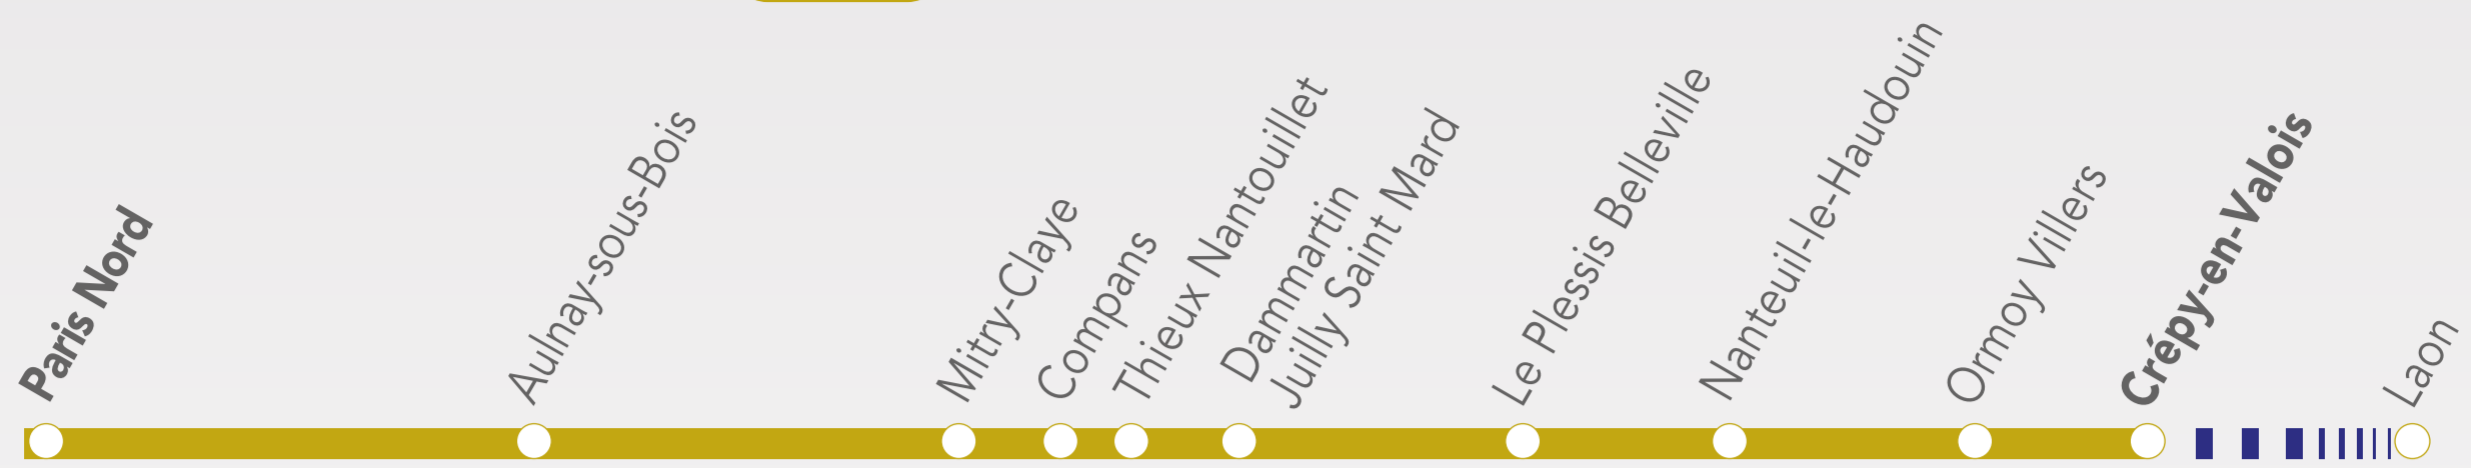 Paris Nord
Aulnay-sous-Bois
Mitry-Claye
Compans
Thieux Nantouillet
Dammartin
Juilly Saint Mard
Le Plessis Belleville
Nanteuil-le-Haudouin
Ormoy Villers
Crépy-en-Valois
Laon